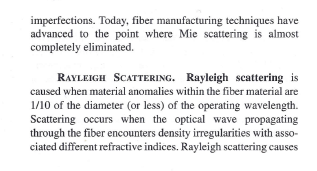 imperfections. Today, fiber manufacturing techniques have
advanced to the point where Mie scattering is almost
completely eliminated.
RAYLEIGH SCATTERING. Rayleigh scattering is
caused when material anomalies within the fiber material are
1/10 of the diameter (or less) of the operating wavelength.
Scattering occurs when the optical wave propagating
through the fiber encounters density irregularities with asso-
ciated different refractive indices. Rayleigh scattering causes